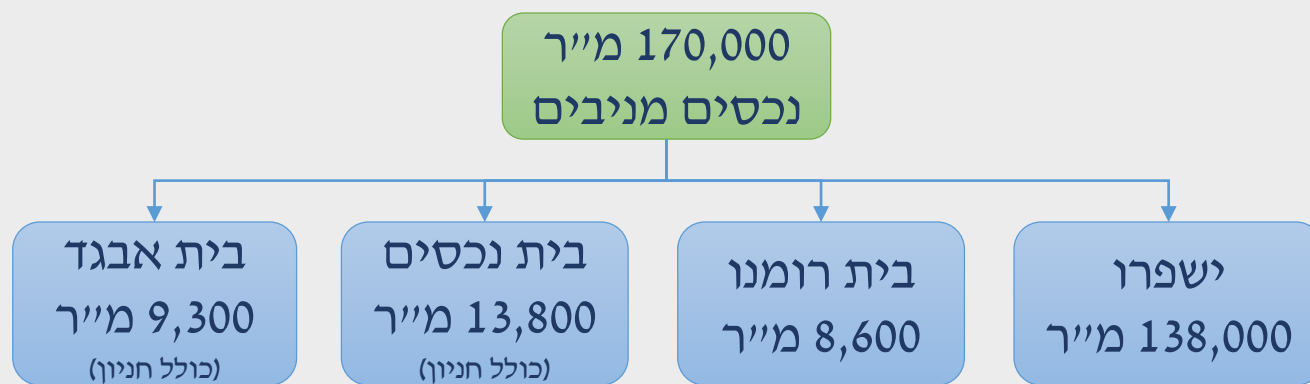 170,000 מ״ר
נכסים מניבים
ישפרו
138,000 מ״ר
בית רומנו
8,600 מ״ר
בית נכסים
13,800 מ״ר
(כולל חניון)
בית אבגד
9,300 מ״ר
(כולל חניון)